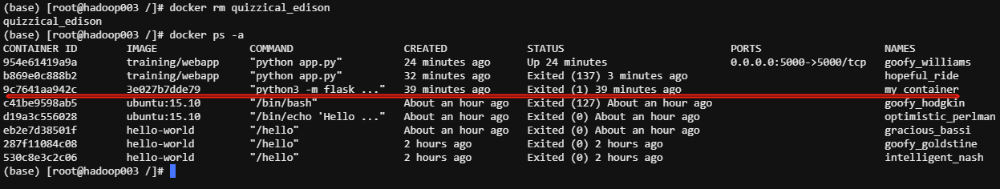 (base) [root@hadoop003 /]# docker rm quizzical_edison
quizzical_edison
(base) [root@hadoop003 /]# docker ps -a
CONTAINER ID IMAGE COMMAND CREATED STATUS PORTS NAMES
954e61419a9a training/webapp "python app.py" 24 minutes ago Up 24 minutes 0.0.0.0:5000->5000/tcp goofy_williams
b869e0c888b2 training/webapp "python app.py" 32 minutes ago Exited (137) 3 minutes ago hopeful_ride
9c7641aa942c 3e027b7dde79 "python3 -m flask ..." 39 minutes ago Exited (1) 39 minutes ago my_container
c41be9598ab5 ubuntu:15.10 "/bin/bash" About an hour ago Exited (127) About an hour ago goofy_hodgkin
d19a3c556028 ubuntu:15.10 "/bin/echo 'Hello ..." About an hour ago Exited (0) About an hour ago optimistic_perlman
eb2e7d38501f hello-world "/hello" About an hour ago Exited (0) About an hour ago gracious_bassi
287f11084c08 hello-world "/hello" 2 hours ago Exited (0) 2 hours ago goofy_goldstine
530c8e3c2c06 hello-world "/hello" 2 hours ago Exited (0) 2 hours ago intelligent_nash
(base) [root@hadoop003 /]#